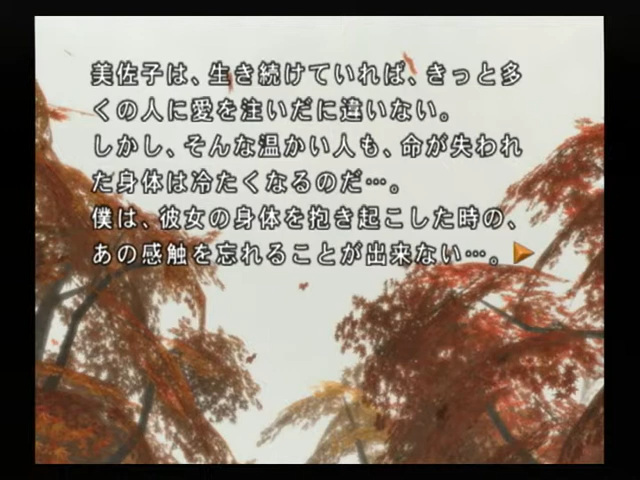 美佐子は、生き続けていれば、きっと多
くの人に愛を注いだに違いない。
しかし、そんな温かい人も、命が失われ
た身体は冷たくなるのだ…。
僕は、彼女の身体を抱き起こした時の、
あの感触を忘れることが出来ない…。